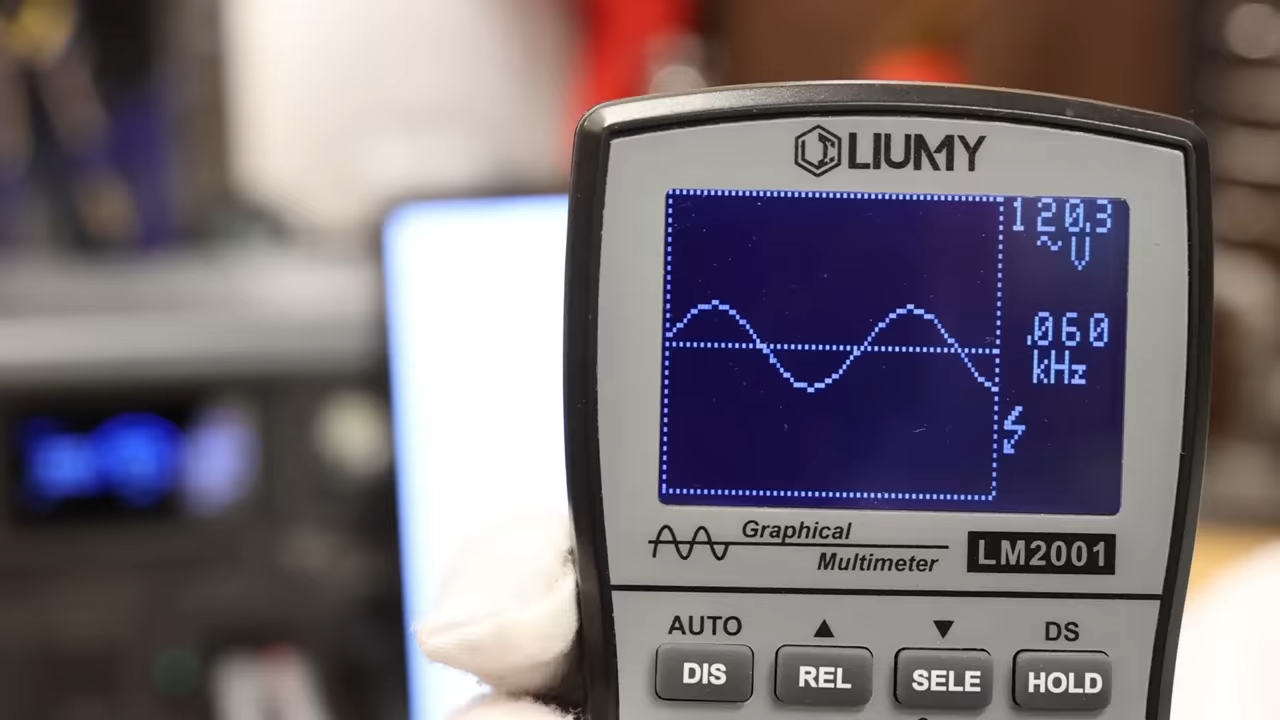 LIUMY
120.3
~ V
.060
kHz
Graphical
Multimeter
LM2001
AUTO
▲
▼
DS
DIS
REL
SELE
HOLD